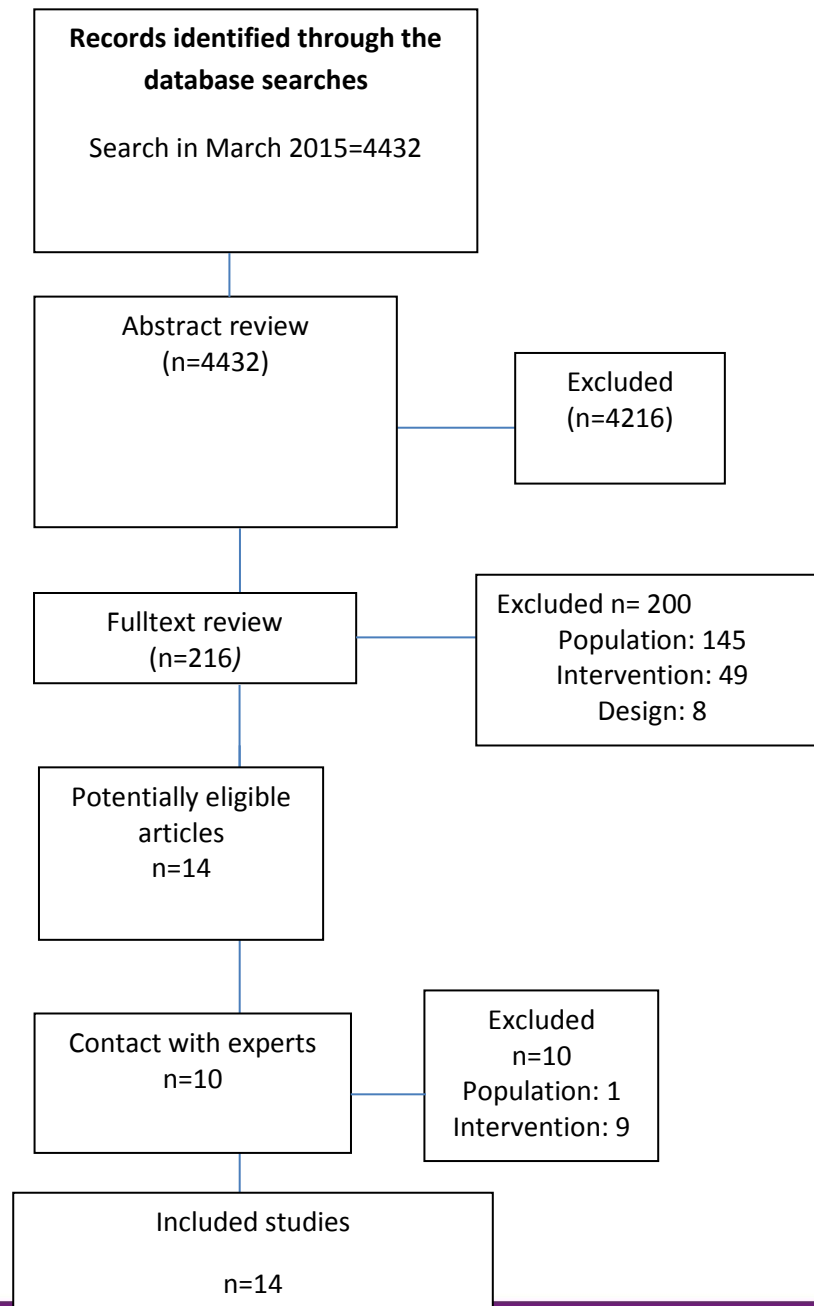 Records identified through the
database searches
Search in March 2015=4432
Abstract review
(n=4432)
Excluded
(n=4216)
Fulltext review
(n=216)
Excluded n= 200
Population: 145
Intervention: 49
Design: 8
Potentially eligible
articles
n=14
Contact with experts
n=10
Excluded
n=10
Population: 1
Intervention: 9
Included studies
n=14